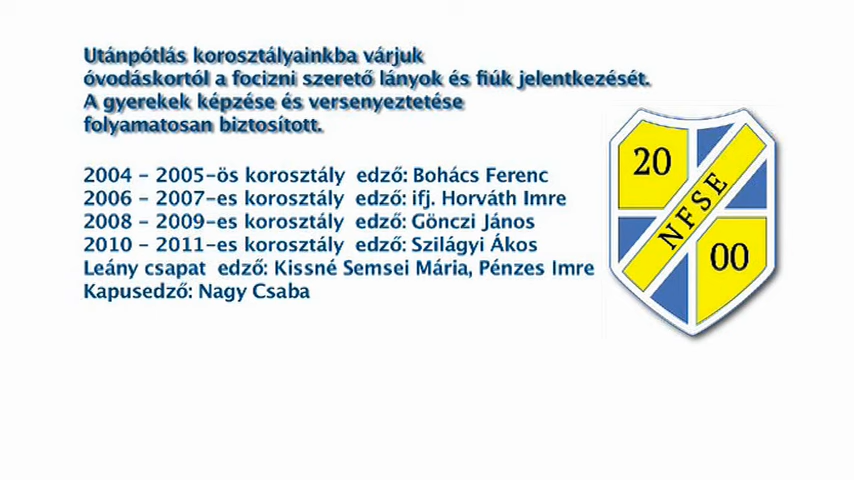 Utánpótlás korosztályainkba várjuk
óvodáskortól a focizni szerető lányok és fiúk jelentkezését.
A gyerekek képzése és versenyeztetése
folyamatosan biztosított.
2004 - 2005-ös korosztály edző: Bohács Ferenc
2006 - 2007-es korosztály edző: ifj. Horváth Imre
2008 - 2009-es korosztály edző: Gönczi János
2010 - 2011-es korosztály edző: Szilágyi Ákos
Leány csapat edző: Kissné Semsei Mária, Pénzes Imre
Kapusedző: Nagy Csaba
20
NFSE
00